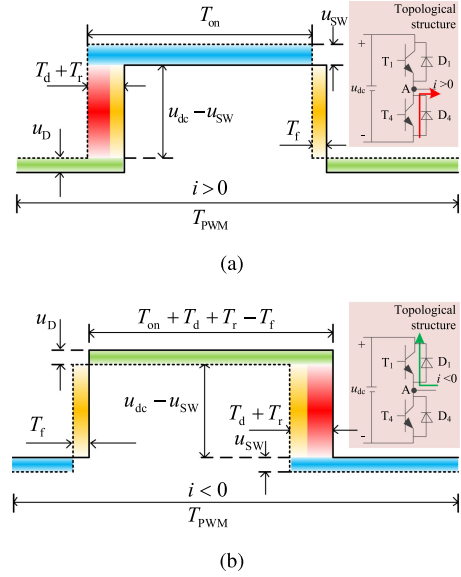 T_on
u_SW
Topological structure
+
T_1
D_1
u_dc
A
i>0
T_4
D_4
-
T_d + T_r
u_D
u_dc − u_SW
T_f
i > 0
T_PWM
(a)
u_D
T_on + T_d + T_r − T_f
Topological structure
+
T_1
D_1
u_dc
A
i<0
T_4
D_4
-
T_f
u_dc − u_SW
T_d + T_r
u_SW
i < 0
T_PWM
(b)